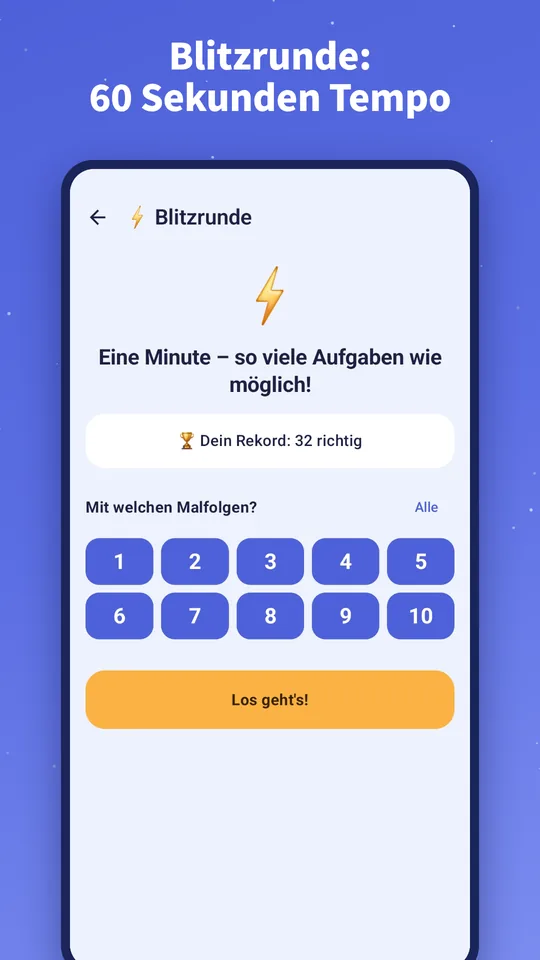 Blitzrunde:
60 Sekunden Tempo
Blitzrunde
Eine Minute – so viele Aufgaben wie
möglich!
Dein Rekord: 32 richtig
Mit welchen Malfolgen?
Alle
1 2 3 4 5
6 7 8 9 10
Los geht's!